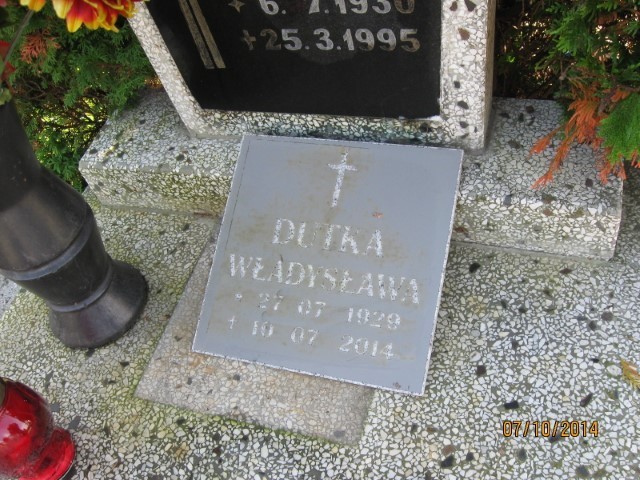 * 6.7.1930
+25.3.1995
DUTKA
WŁADYSŁAWA
* 27 07 1929
+ 10 07 2014
07/10/2014